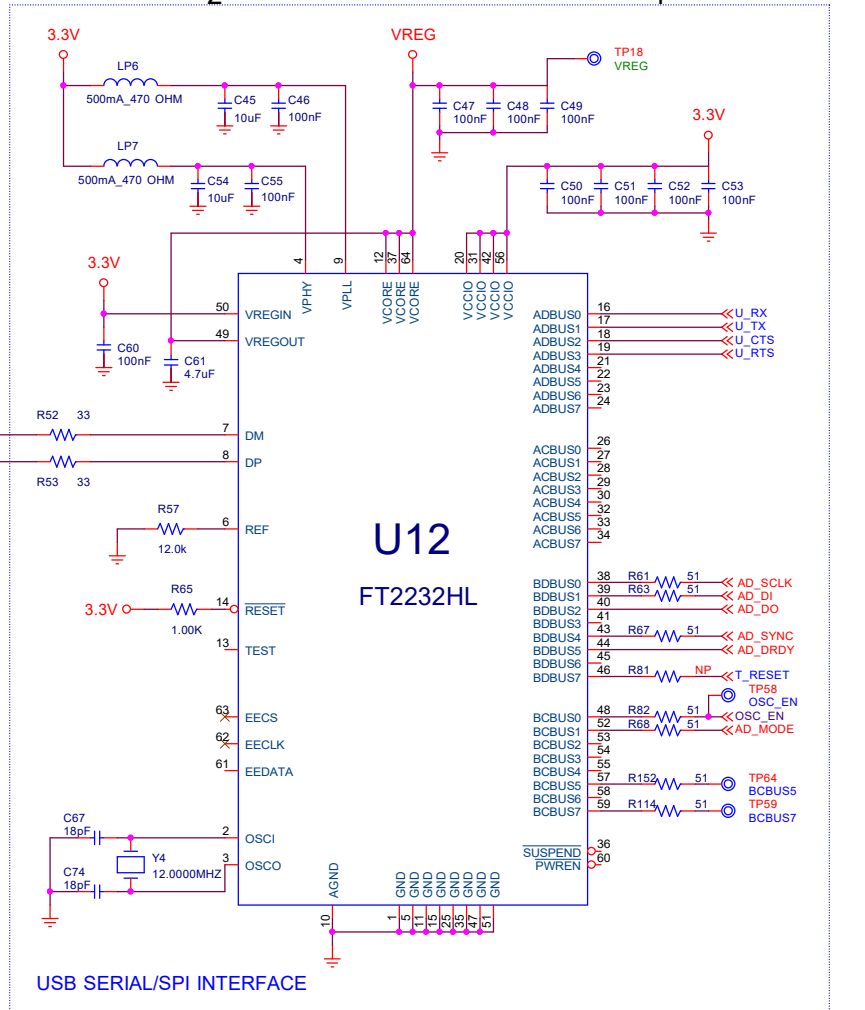 3.3V
VREG
LP6
500mA_470 OHM
C45
10uF
C46
100nF
TP18
VREG
C47
100nF
C48
100nF
C49
100nF
3.3V
LP7
500mA_470 OHM
C54
10uF
C55
100nF
C50
100nF
C51
100nF
C52
100nF
C53
100nF
3.3V
4
9
12
37
64
20
31
42
56
VPHY
VPLL
VCORE
VCORE
VCORE
VCCIO
VCCIO
VCCIO
VCCIO
50 VREGIN
49 VREGOUT
C60
100nF
C61
4.7uF
ADBUS0 16 U_RX
ADBUS1 17 U_TX
ADBUS2 18 U_CTS
ADBUS3 19 U_RTS
ADBUS4 21
ADBUS5 22
ADBUS6 23
ADBUS7 24
R52 33
7 DM
8 DP
R53 33
ACBUS0 26
ACBUS1 27
ACBUS2 28
ACBUS3 29
ACBUS4 30
ACBUS5 32
ACBUS6 33
ACBUS7 34
R57
12.0k
6 REF
U12
FT2232HL
R65
3.3V
1.00K
14 RESET
13 TEST
BDBUS0 38 R61 51 AD_SCLK
BDBUS1 39 R63 51 AD_DI
BDBUS2 40 AD_DO
BDBUS3 41
BDBUS4 43 R67 51 AD_SYNC
BDBUS5 44 AD_DRDY
BDBUS6 45
BDBUS7 46 R81 NP T_RESET
TP58
OSC_EN
63 EECS
62 EECLK
61 EEDATA
BCBUS0 48 R82 51 OSC_EN
BCBUS1 52 R68 51 AD_MODE
BCBUS2 53
BCBUS3 54
BCBUS4 55
BCBUS5 57 R152 51 TP64
BCBUS5
BCBUS6 58
BCBUS7 59 R114 51 TP59
BCBUS7
C67
18pF
2 OSCI
Y4
12.0000MHZ
3 OSCO
C74
18pF
SUSPEND 36
PWREN 60
AGND
GND
GND
GND
GND
GND
GND
GND
GND
10
1
5
11
15
25
35
47
51
USB SERIAL/SPI INTERFACE